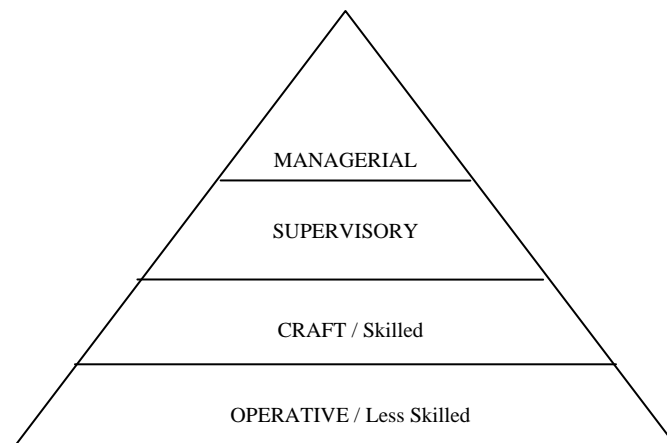 MANAGERIAL
SUPERVISORY
CRAFT / Skilled
OPERATIVE / Less Skilled